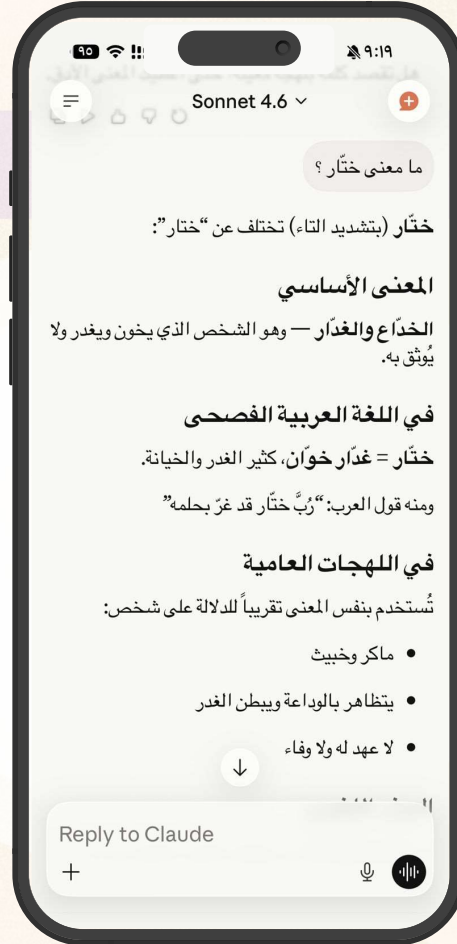 ٩:١٩
٩٥
Sonnet 4.6
ما معنى ختّار ؟
ختّار (بتشديد التاء) تختلف عن “ختار”:
المعنى الأساسي
الخدّاع والغدّار — وهو الشخص الذي يخون ويغدر ولا
يُوثق به.
في اللغة العربية الفصحى
ختّار = غدّار خوّان، كثير الغدر والخيانة.
ومنه قول العرب: “رُبَّ ختّار قد غرّ بحلمه”
في اللهجات العامية
تُستخدم بنفس المعنى تقريباً للدلالة على شخص:
• ماكر وخبيث
• يتظاهر بالوداعة ويبطن الغدر
• لا عهد له ولا وفاء
Reply to Claude